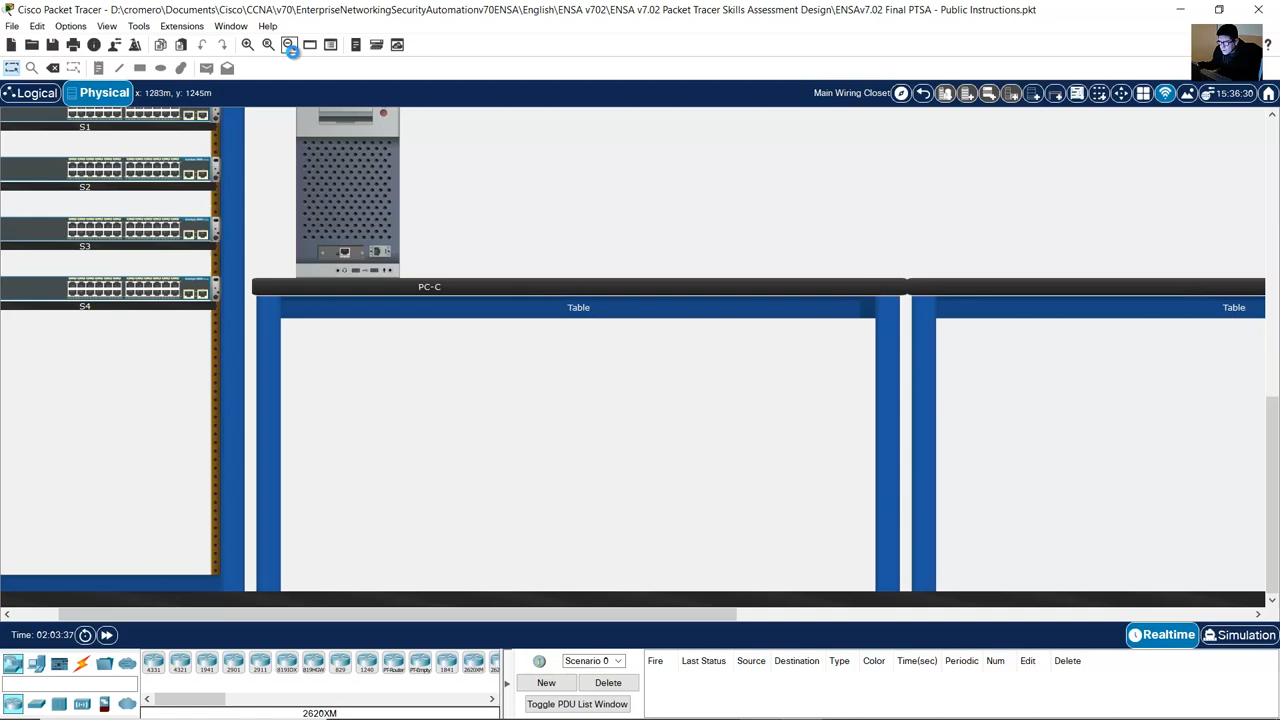 Cisco Packet Tracer - D:\cromero\Documents\Cisco\CCNA\v70\EnterpriseNetworkingSecurityAutomationv70ENSA\English\ENSA v702\ENSA v7.02 Packet Tracer Skills Assessment Design\ENSAv7.02 Final PTSA - Public Instructions.pkt
File Edit Options View Tools Extensions Window Help
Logical Physical x: 1283m, y: 1245m Main Wiring Closet 15:36:30
S1
S2
S3
S4
PC-C
Table Table
Time: 02:03:37 Realtime Simulation
4331 4321 1941 2901 2911 819IOX 819HGW 829 1240 PT-Router PT-Empty 1841 2620XM 262
Scenario 0 Fire Last Status Source Destination Type Color Time(sec) Periodic Num Edit Delete
New Delete
Toggle PDU List Window
2620XM